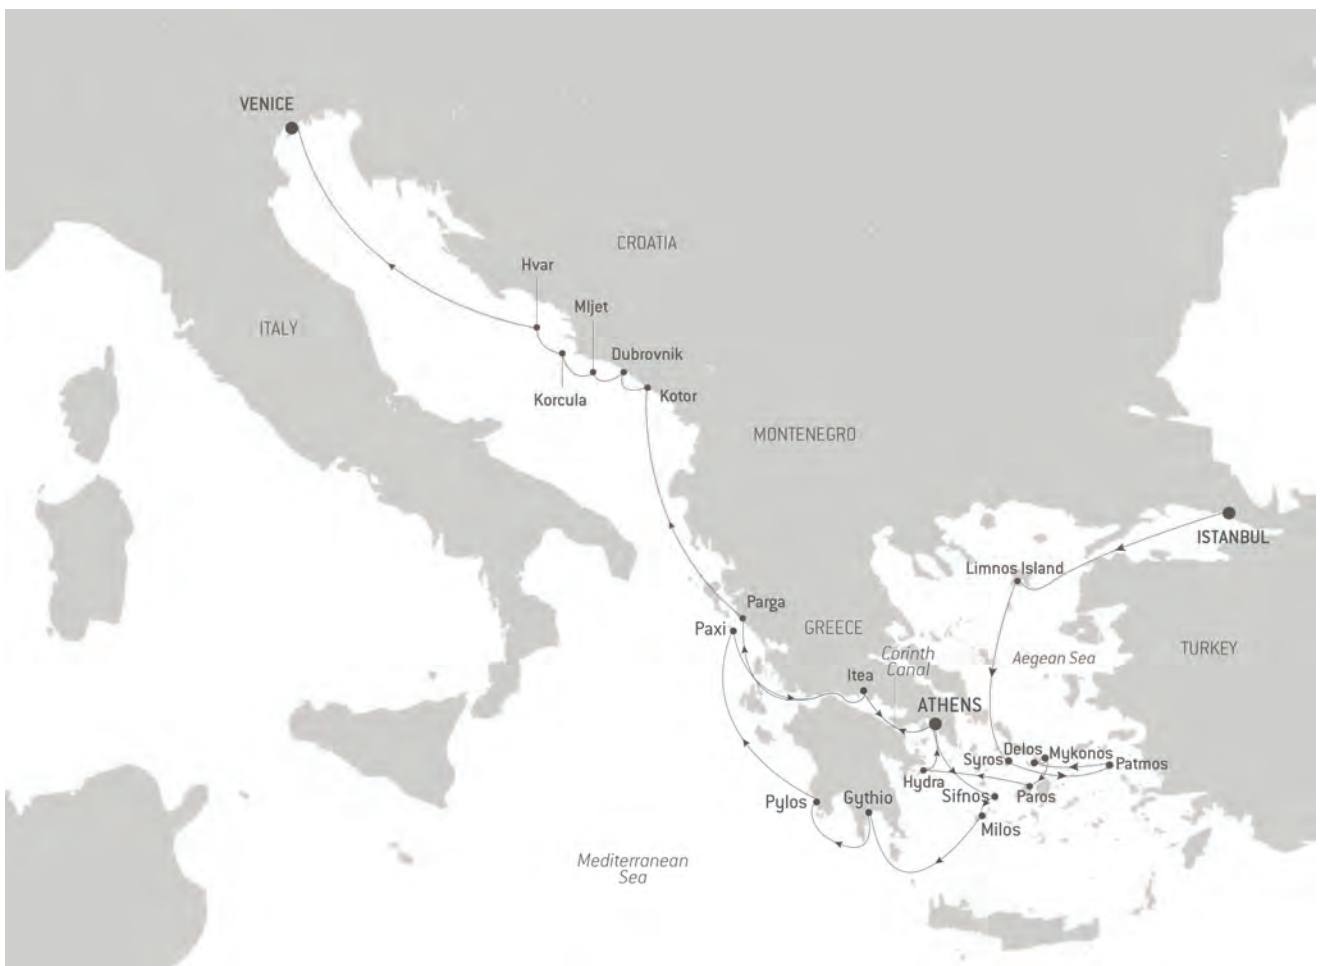 VENICE
CROATIA
Hvar
Mljet
ITALY
Dubrovnik
Korcula
Kotor
MONTENEGRO
ISTANBUL
Limnos Island
Parga
Paxi
GREECE
Corinth
Canal
Aegean Sea
TURKEY
Itea
ATHENS
Delos
Mykonos
Syros
Patmos
Hydra
Sifnos
Paros
Pylos
Gythio
Milos
Mediterranean
Sea